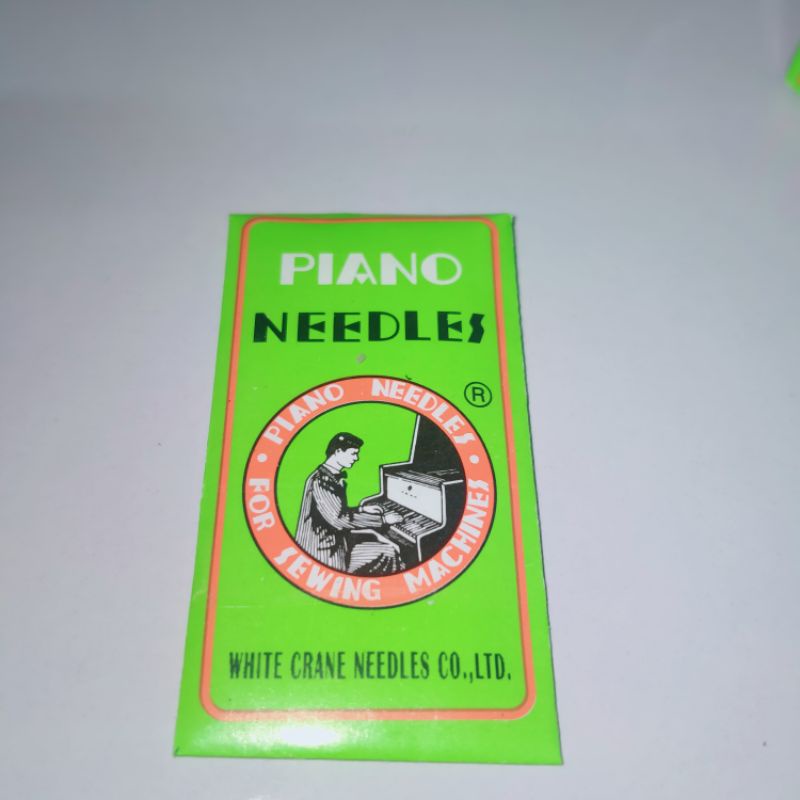 PIANO
NEEDLES
®
• PIANO NEEDLES •
FOR SEWING MACHINES
WHITE CRANE NEEDLES CO.,LTD.